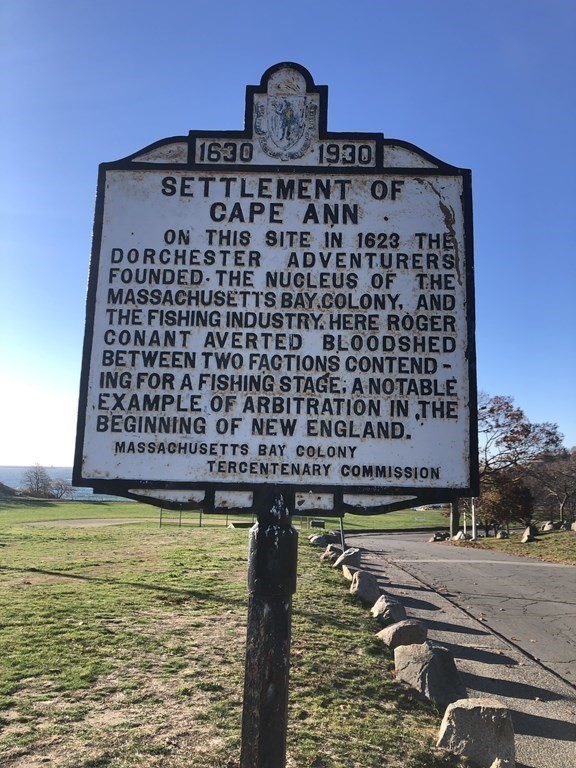 1630 1930
SETTLEMENT OF
CAPE ANN
ON THIS SITE IN 1623 THE
DORCHESTER ADVENTURERS
FOUNDED THE NUCLEUS OF THE
MASSACHUSETTS BAY COLONY, AND
THE FISHING INDUSTRY. HERE ROGER
CONANT AVERTED BLOODSHED
BETWEEN TWO FACTIONS CONTEND-
ING FOR A FISHING STAGE, A NOTABLE
EXAMPLE OF ARBITRATION IN THE
BEGINNING OF NEW ENGLAND.
MASSACHUSETTS BAY COLONY
TERCENTENARY COMMISSION